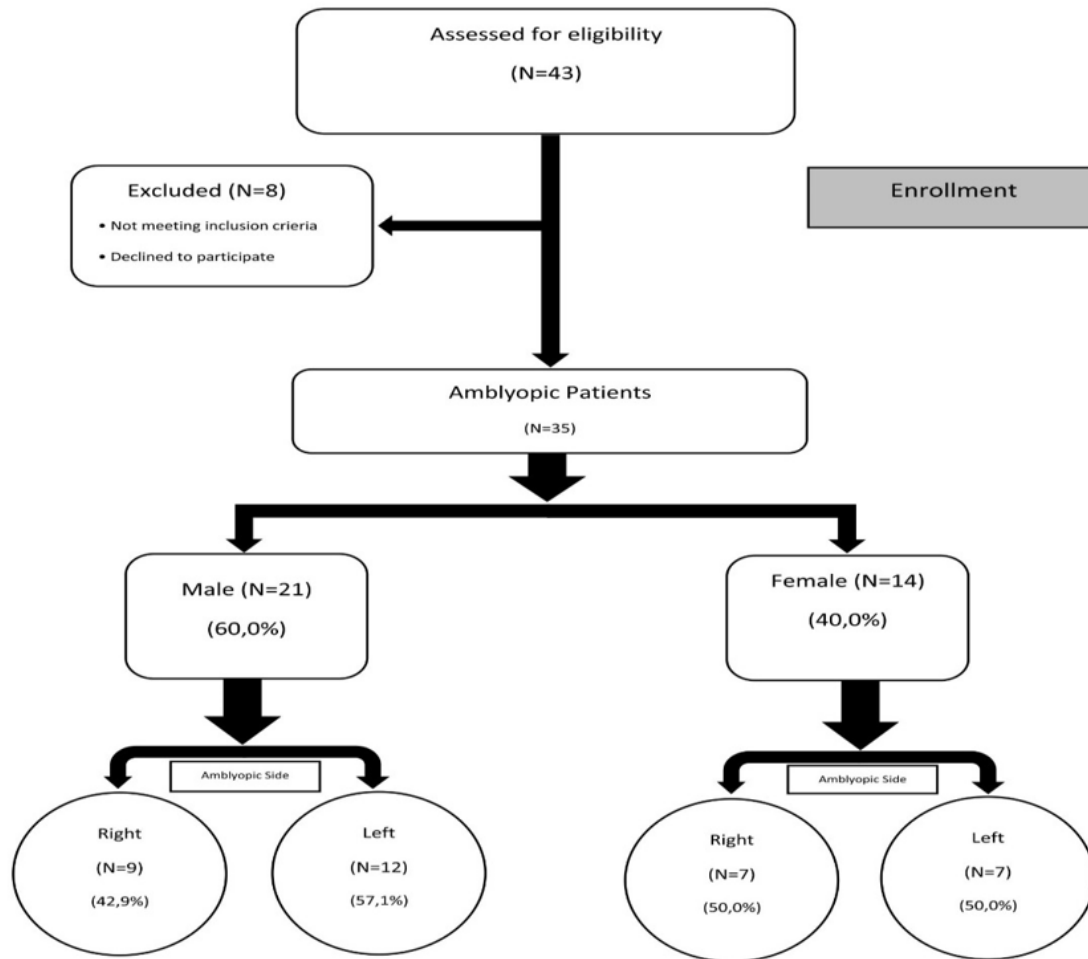 Assessed for eligibility
(N=43)
Excluded (N=8)
• Not meeting inclusion crieria
• Declined to participate
Enrollment
Amblyopic Patients
(N=35)
Male (N=21)
(60,0%)
Female (N=14)
(40,0%)
Amblyopic Side
Right
(N=9)
(42,9%)
Left
(N=12)
(57,1%)
Amblyopic Side
Right
(N=7)
(50,0%)
Left
(N=7)
(50,0%)